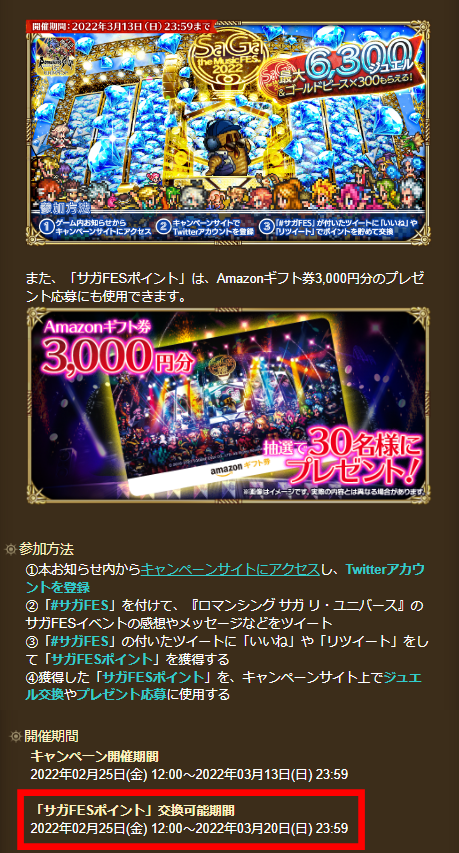 開催期間：2022年3月13日（日）23:59まで
SaGa
the Music FES.
2022
SaGa
最大6,300ジュエル
&ゴールドピース×300もらえる！
参加方法
①ゲーム内お知らせから
キャンペーンサイトにアクセス
②キャンペーンサイトで
Twitterアカウントを登録
③「#サガFES」が付いたツイートに「いいね」や
「リツイート」でポイントを貯めて交換
また、「サガFESポイント」は、Amazonギフト券3,000円分のプレゼ
ント応募にも使用できます。
Amazonギフト券
3,000円分
amazon ギフト券
抽選で30名様に
プレゼント！
※画像はイメージです。実際の内容とは異なる場合があります。
参加方法
①本お知らせ内からキャンペーンサイトにアクセスし、Twitterアカウ
ントを登録
②「#サガFES」を付けて、『ロマンシング サガ リ・ユニバース』の
サガFESイベントの感想やメッセージなどをツイート
③「#サガFES」の付いたツイートに「いいね」や「リツイート」をし
て「サガFESポイント」を獲得する
④獲得した「サガFESポイント」を、キャンペーンサイト上でジュエ
ル交換やプレゼント応募に使用する
開催期間
キャンペーン開催期間
2022年02月25日(金) 12:00～2022年03月13日(日) 23:59
「サガFESポイント」交換可能期間
2022年02月25日(金) 12:00～2022年03月20日(日) 23:59